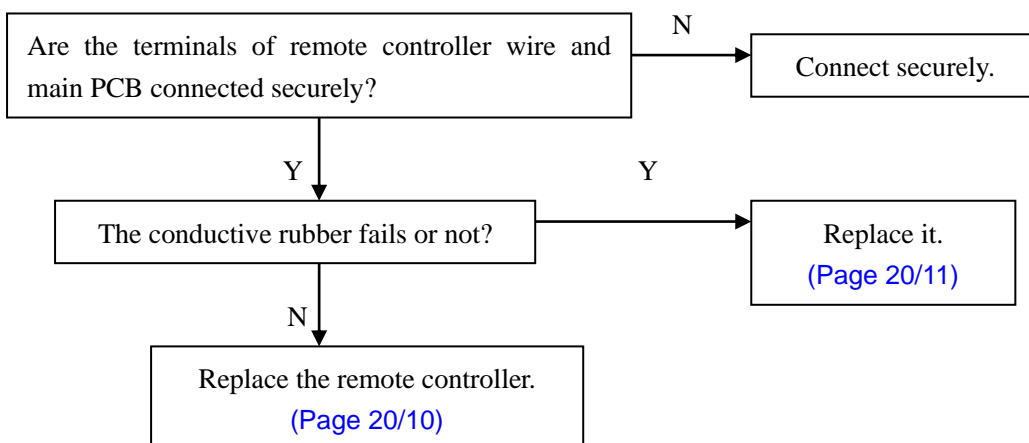 Are the terminals of remote controller wire and
main PCB connected securely?
N
Connect securely.
Y
Y
The conductive rubber fails or not?
Replace it.
(Page 20/11)
N
Replace the remote controller.
(Page 20/10)